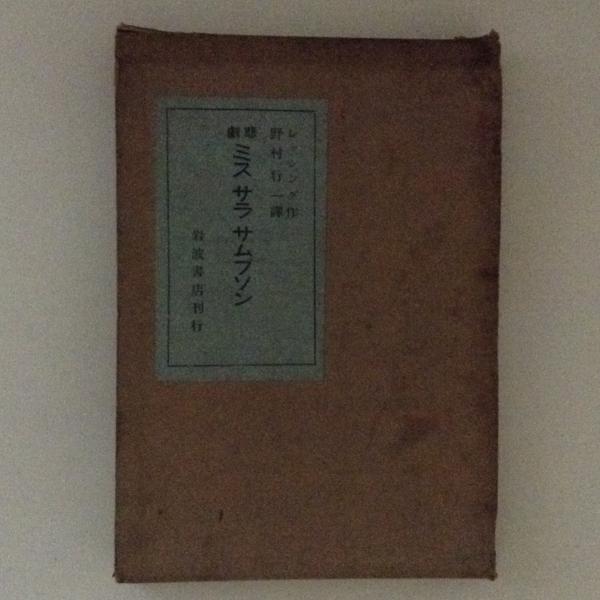 レッシング作
野村行一譯
悲劇
ミス サラ サムプソン
岩波書店刊行